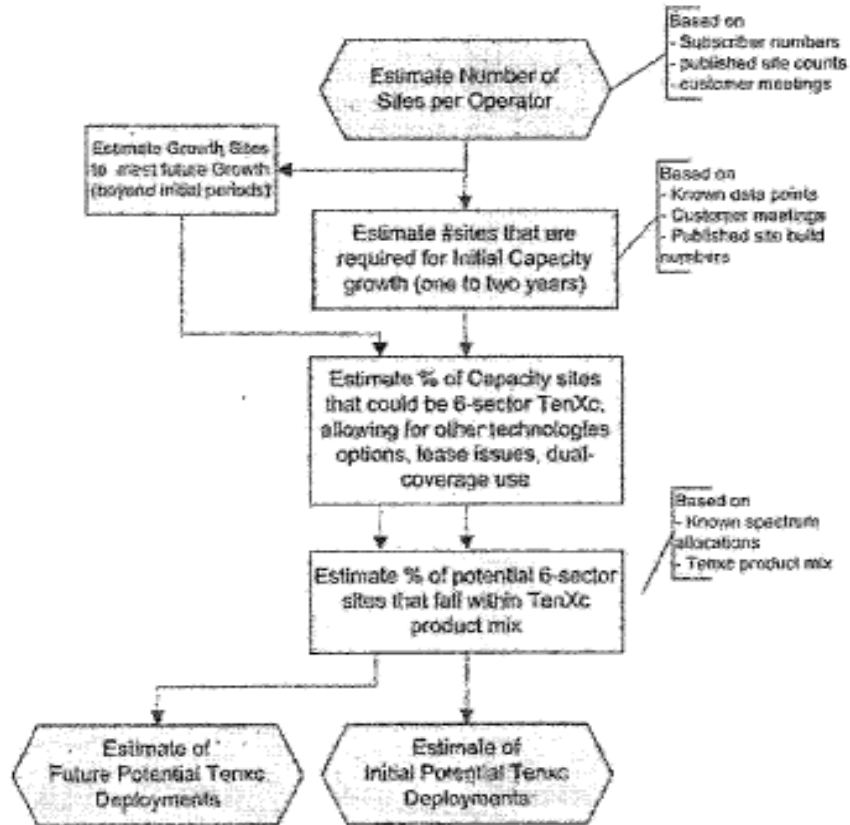 Based on
- Subscriber numbers
- published site counts
- customer meetings
Estimate Number of
Sites per Operator
Estimate Growth Sites
to meet future Growth
(beyond initial periods)
Based on
- Known data points
- Customer meetings
- Published site build
numbers
Estimate #sites that are
required for Initial Capacity
growth (one to two years)
Estimate % of Capacity sites
that could be 6-sector TenXc,
allowing for other technologies
options, lease issues, dual-
coverage use
Based on
- Known spectrum
allocations
- Tenxc product mix
Estimate % of potential 6-sector
sites that fall within TenXc
product mix
Estimate of
Future Potential Tenxc
Deployments
Estimate of
Initial Potential Tenxc
Deployments